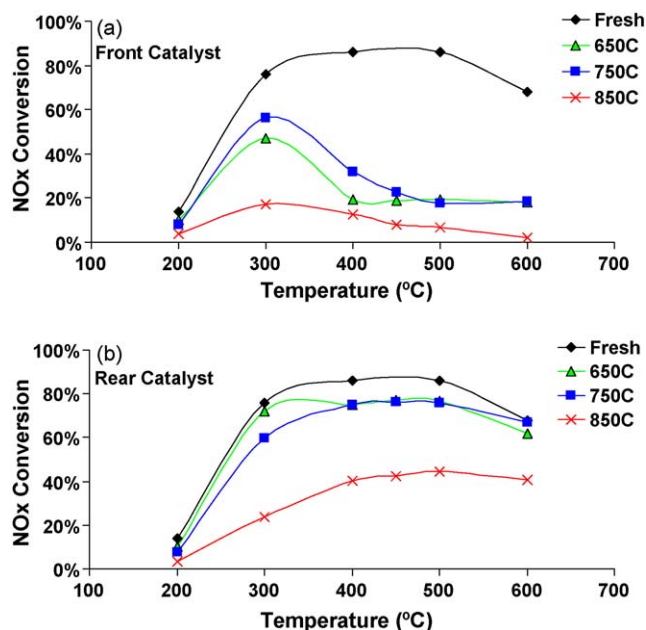 (a)
Front Catalyst
NOx Conversion
100%
80%
60%
40%
20%
0%
100 200 300 400 500 600 700
Temperature (ºC)
Fresh
650C
750C
850C
(b)
Rear Catalyst
NOx Conversion
100%
80%
60%
40%
20%
0%
100 200 300 400 500 600 700
Temperature (ºC)
Fresh
650C
750C
850C